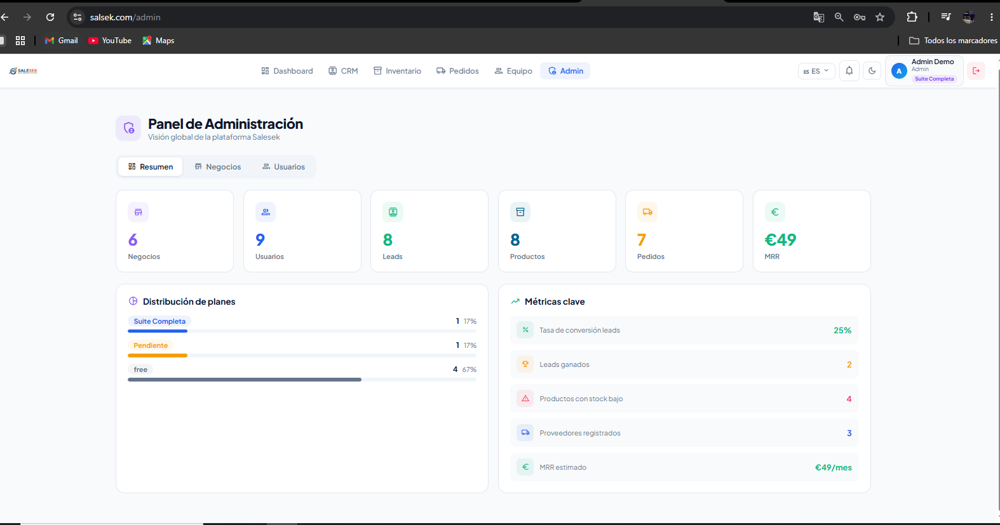 salsek.com/admin
Gmail
YouTube
Maps
Todos los marcadores
SALESEK
Dashboard
CRM
Inventario
Pedidos
Equipo
Admin
ES ES
A
Admin Demo
Admin
Suite Completa
Panel de Administración
Visión global de la plataforma Salesek
Resumen
Negocios
Usuarios
6
Negocios
9
Usuarios
8
Leads
8
Productos
7
Pedidos
€
€49
MRR
Distribución de planes
Suite Completa 1 17%
Pendiente 1 17%
free 4 67%
Métricas clave
% Tasa de conversión leads 25%
Leads ganados 2
Productos con stock bajo 4
Proveedores registrados 3
€ MRR estimado €49/mes